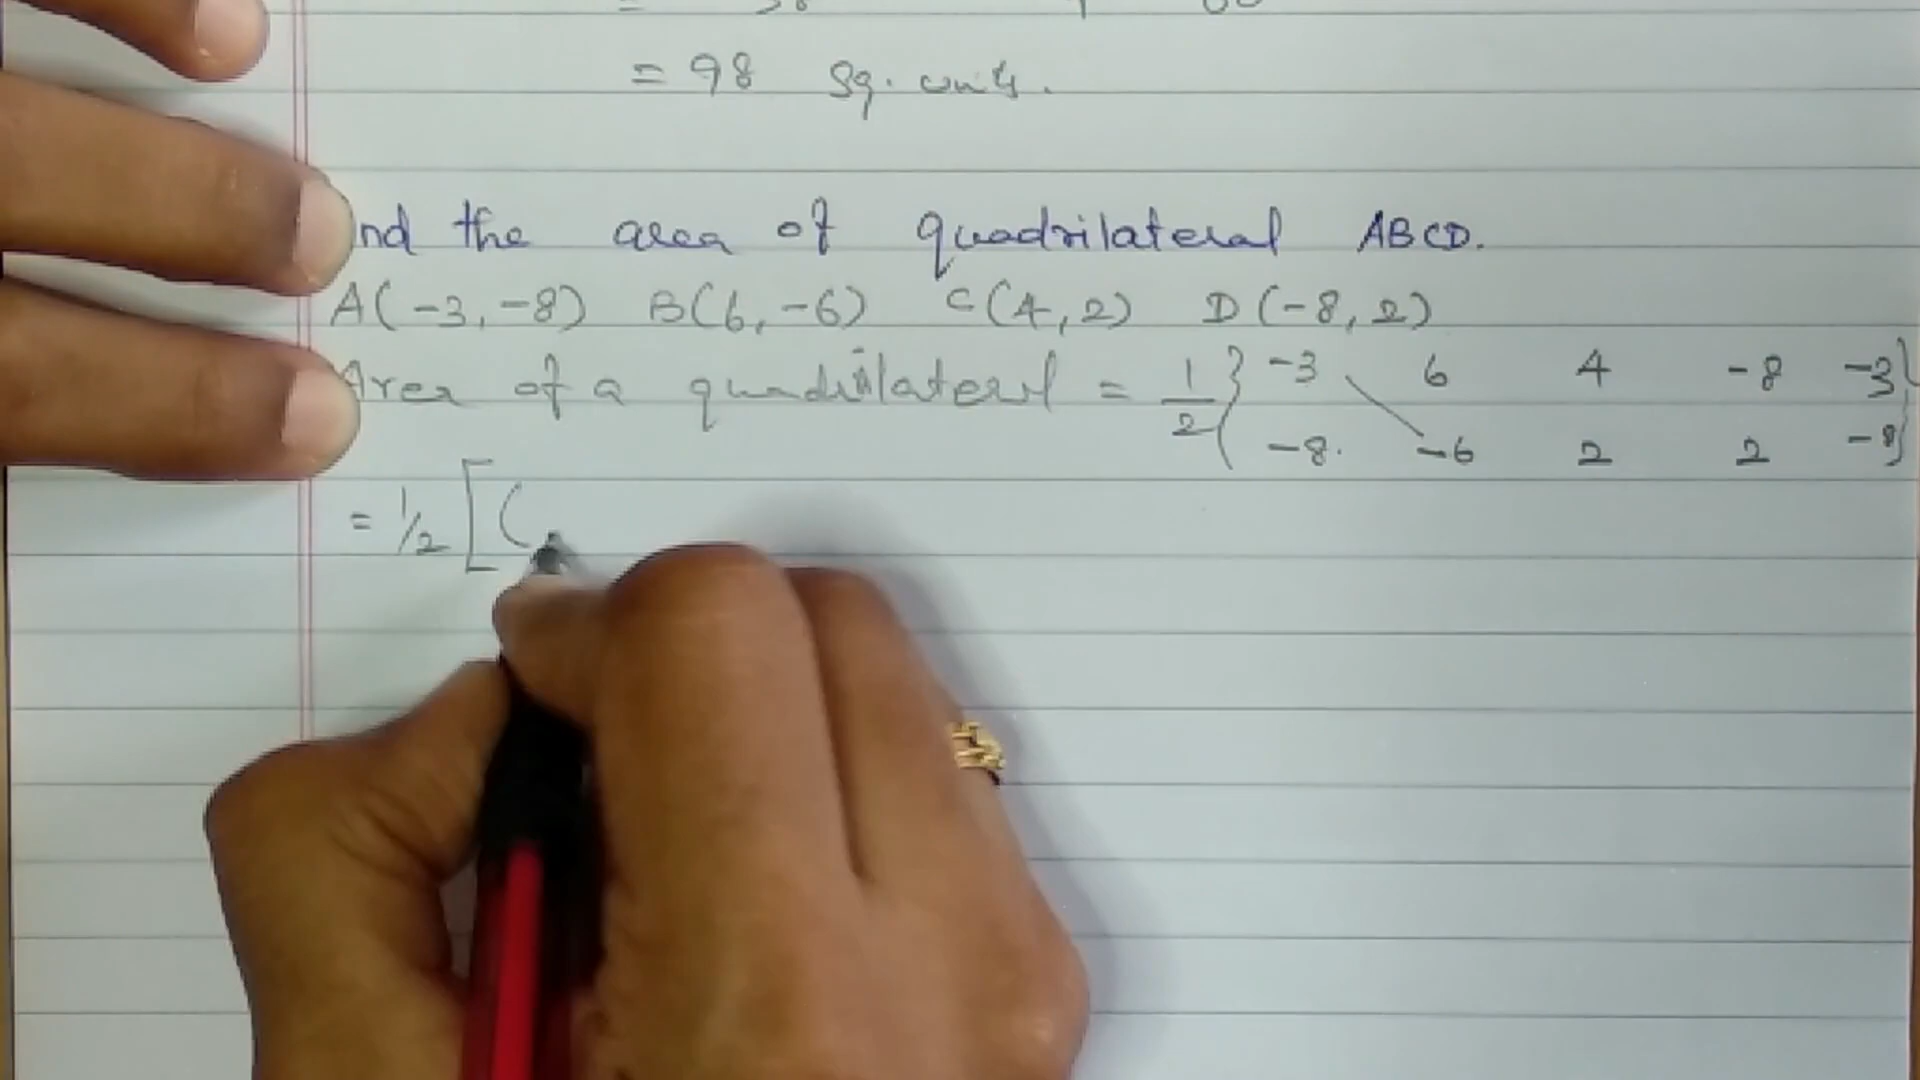 = 98 Sq. units.
nd the area of quadrilateral ABCD.
A(-3,-8) B(6,-6) C(4,2) D(-8,2)
Area of a quadrilateral = 1/2 { -3 6 4 -8 -3 }
-8. -6 2 2 -8
= 1/2 [ (